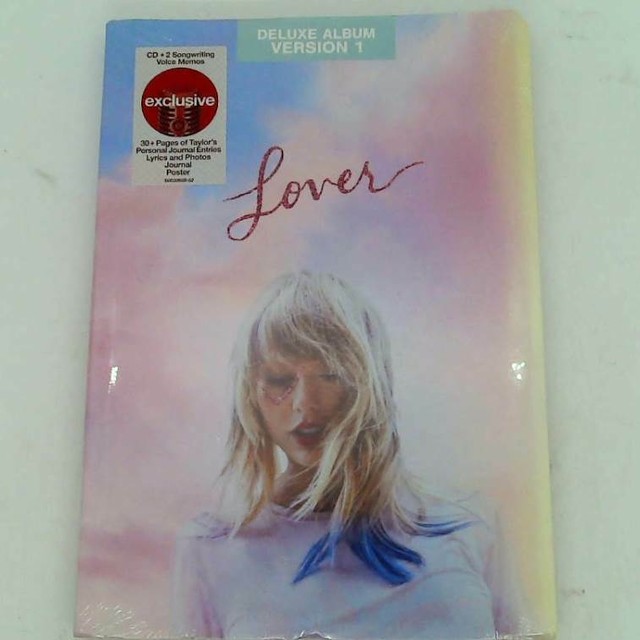 DELUXE ALBUM
VERSION 1
CD + 2 Songwriting
Voice Memos
exclusive
30+ Pages of Taylor's
Personal Journal Entries
Lyrics and Photos
Journal
Poster
Lover